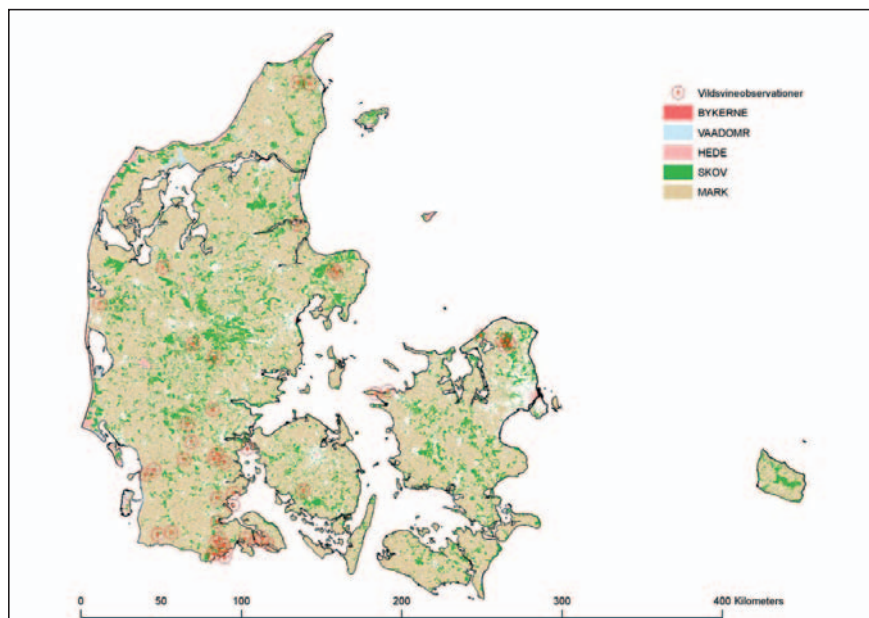 Vildsvineobservationer
BYKERNE
VAADOMR
HEDE
SKOV
MARK
0 50 100 200 300 400 Kilometers